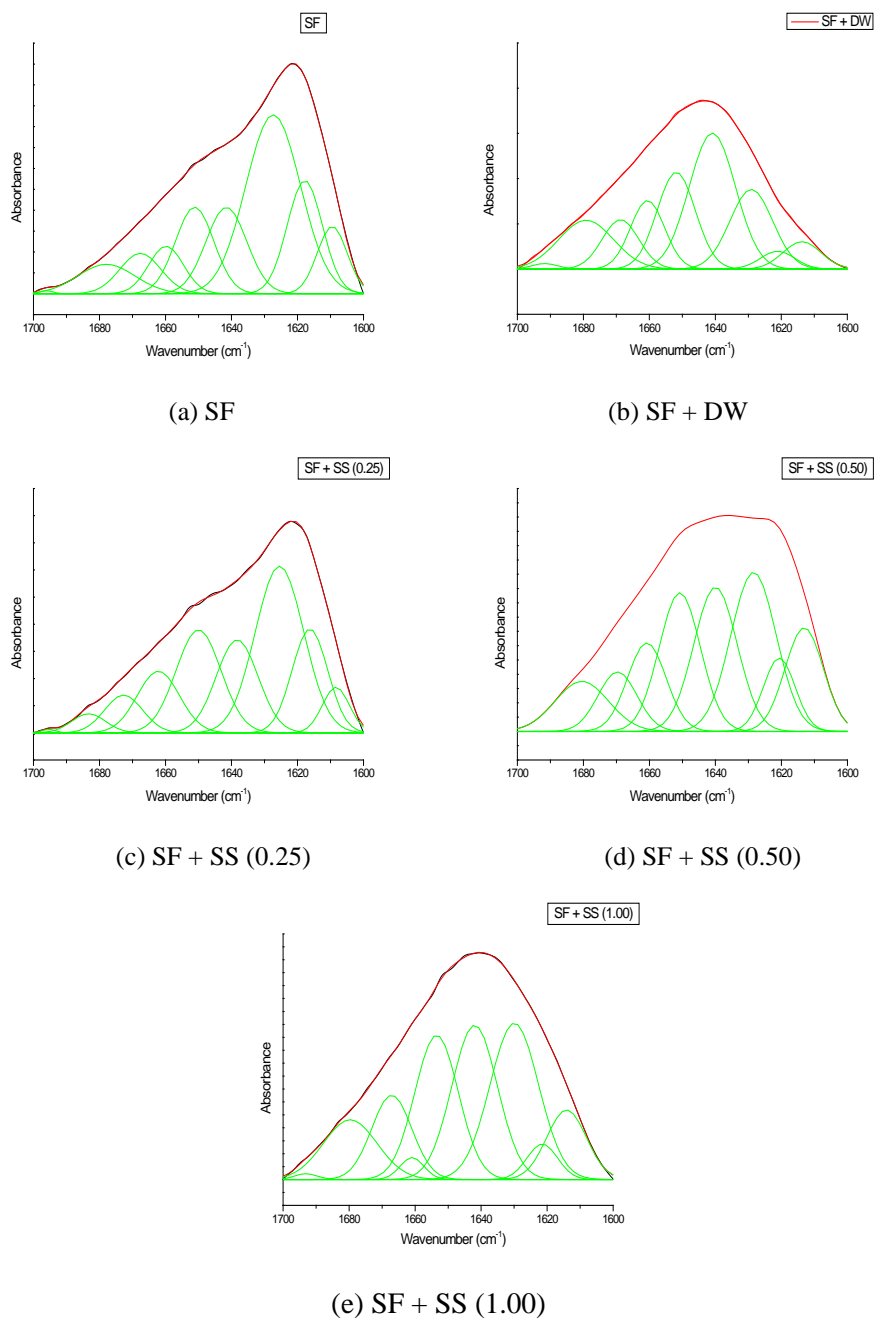 SF
Absorbance
1700 1680 1660 1640 1620 1600
Wavenumber (cm⁻¹)
(a) SF
SF + DW
Absorbance
1700 1680 1660 1640 1620 1600
Wavenumber (cm⁻¹)
(b) SF + DW
SF + SS (0.25)
Absorbance
1700 1680 1660 1640 1620 1600
Wavenumber (cm⁻¹)
(c) SF + SS (0.25)
SF + SS (0.50)
Absorbance
1700 1680 1660 1640 1620 1600
Wavenumber (cm⁻¹)
(d) SF + SS (0.50)
SF + SS (1.00)
Absorbance
1700 1680 1660 1640 1620 1600
Wavenumber (cm⁻¹)
(e) SF + SS (1.00)